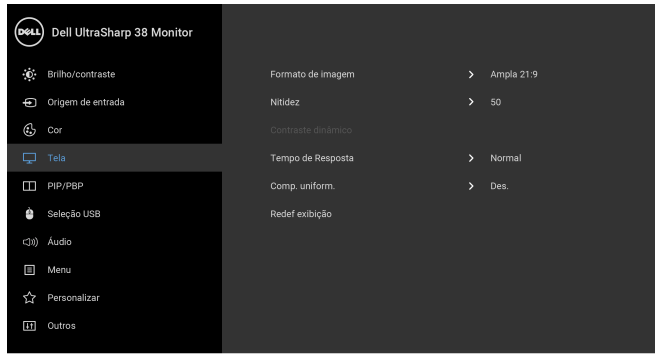 DELL Dell UltraSharp 38 Monitor
Brilho/contraste
Origem de entrada
Cor
Tela
PIP/PBP
Seleção USB
Áudio
Menu
Personalizar
Outros
Formato de imagem > Ampla 21:9
Nitidez > 50
Contraste dinâmico
Tempo de Resposta > Normal
Comp. uniform. > Des.
Redef exibição